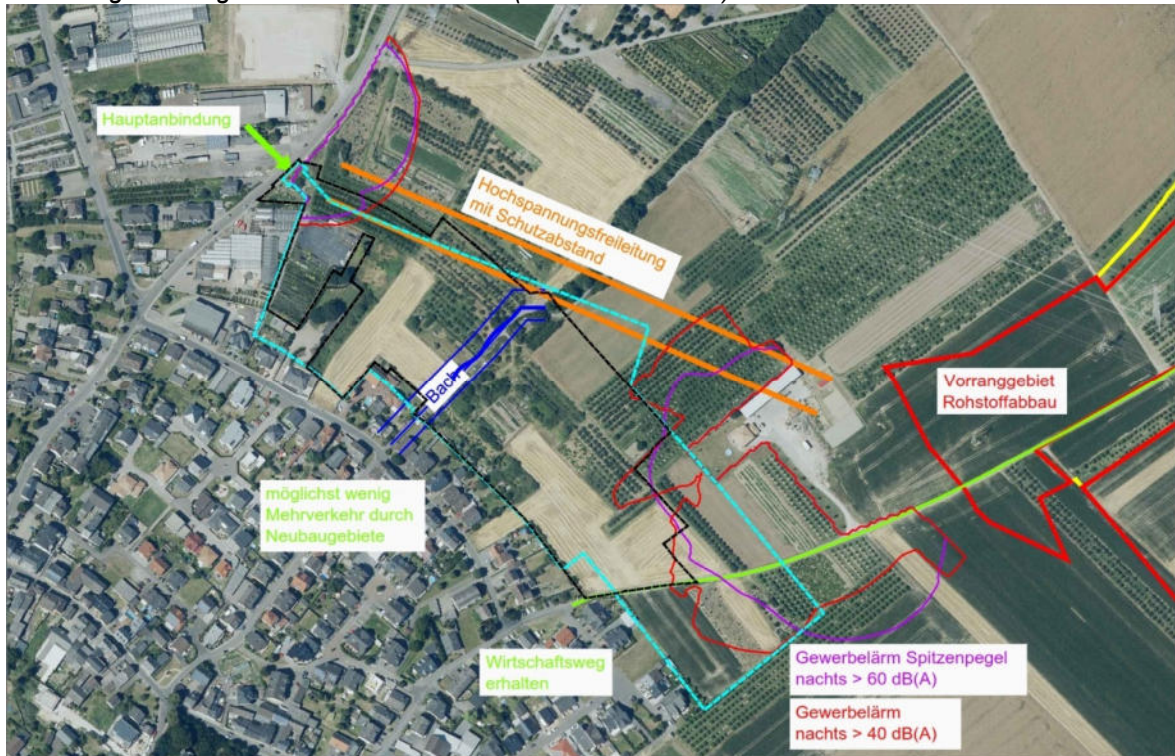 Hauptanbindung
Hochspannungsfreileitung
mit Schutzabstand
Vorranggebiet
Rohstoffabbau
Bach
möglichst wenig
Mehrverkehr durch
Neubaugebiete
Wirtschaftsweg
erhalten
Gewerbelärm Spitzenpegel
nachts > 60 dB(A)
Gewerbelärm
nachts > 40 dB(A)